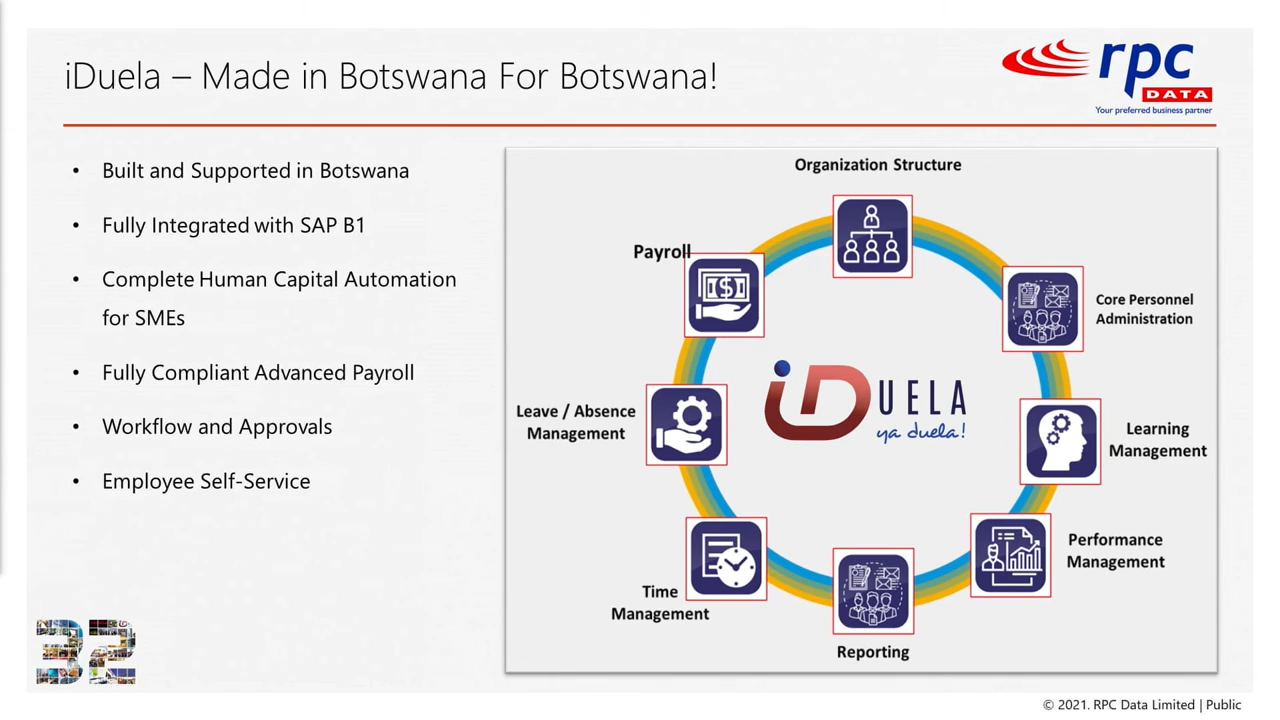 iDuela – Made in Botswana For Botswana!
rpc
DATA
Your preferred business partner
• Built and Supported in Botswana
• Fully Integrated with SAP B1
• Complete Human Capital Automation
for SMEs
• Fully Compliant Advanced Payroll
• Workflow and Approvals
• Employee Self-Service
Organization Structure
Payroll
Core Personnel
Administration
Leave / Absence
Management
iDUELA
ya duela!
Learning
Management
Performance
Management
Time
Management
Reporting
32
© 2021. RPC Data Limited | Public